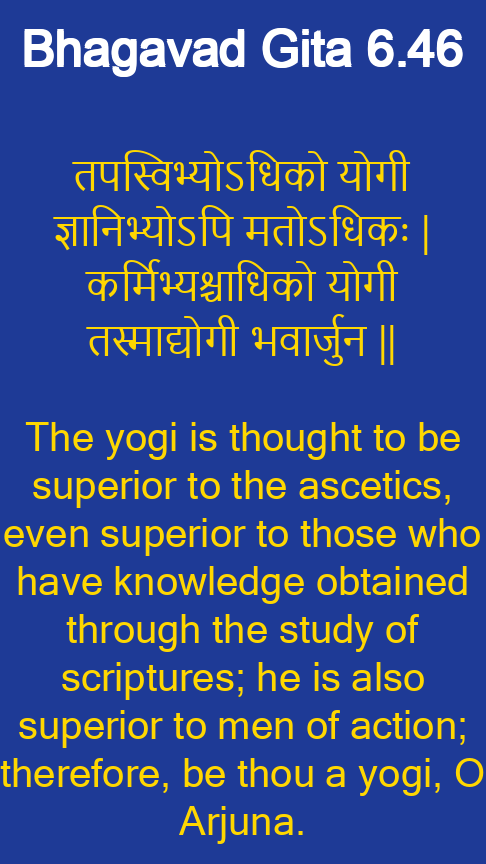 Bhagavad Gita 6.46
तपस्विभ्योऽधिको योगी
ज्ञानिभ्योऽपि मतोऽधिकः |
कर्मिभ्यश्चाधिको योगी
तस्माद्योगी भवार्जुन ||
The yogi is thought to be
superior to the ascetics,
even superior to those who
have knowledge obtained
through the study of
scriptures; he is also
superior to men of action;
therefore, be thou a yogi, O
Arjuna.